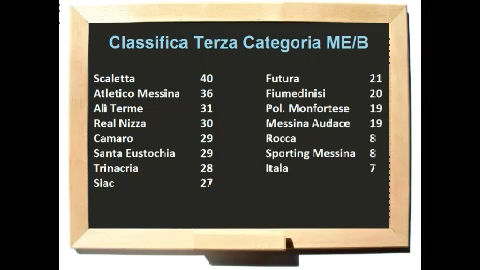 Classifica Terza Categoria ME/B
Scaletta 40
Atletico Messina 36
Alì Terme 31
Real Nizza 30
Camaro 29
Santa Eustochia 29
Trinacria 28
Siac 27
Futura 21
Fiumedinisi 20
Pol. Monfortese 19
Messina Audace 19
Rocca 8
Sporting Messina 8
Itala 7